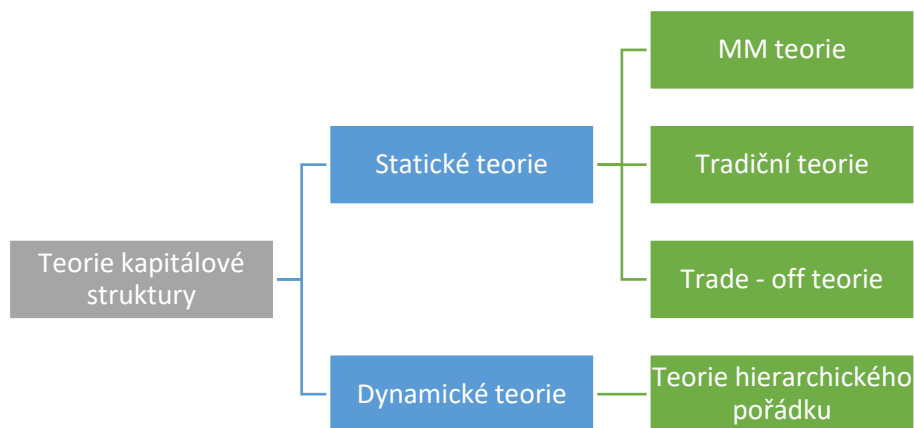 MM teorie
Statické teorie
Tradiční teorie
Teorie kapitálové
struktury
Trade - off teorie
Dynamické teorie
Teorie hierarchického
pořádku